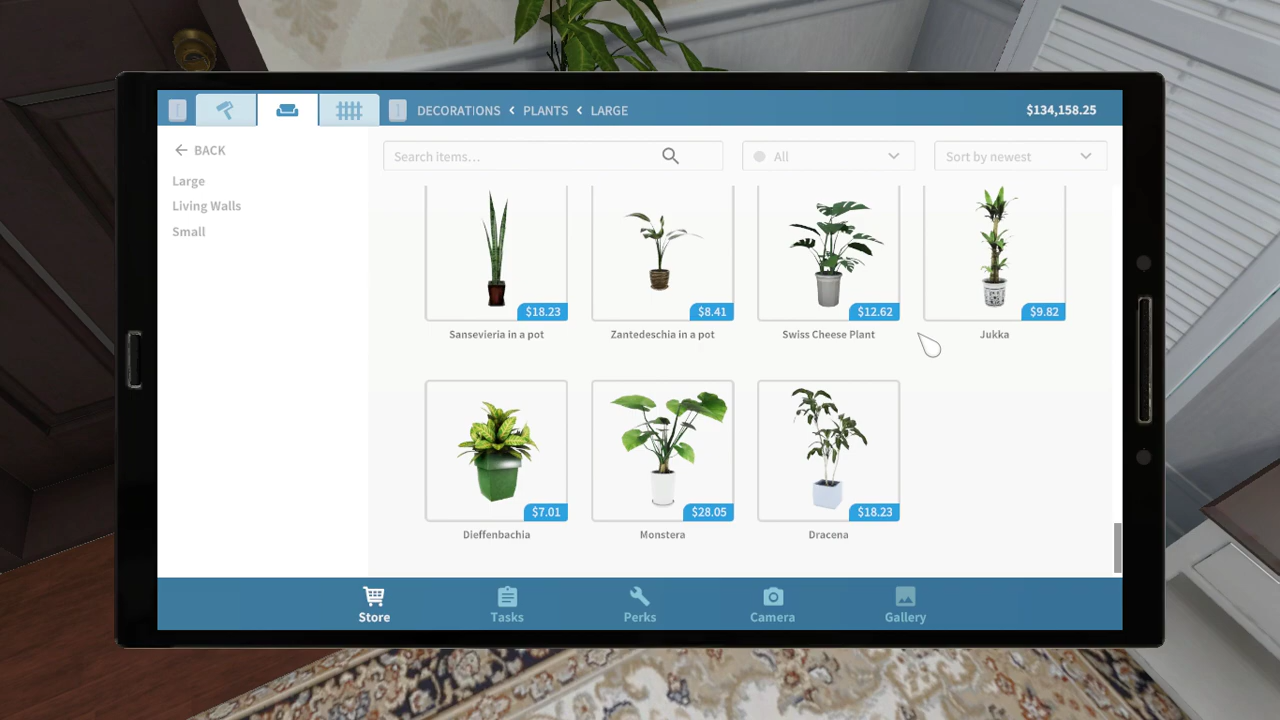 DECORATIONS < PLANTS < LARGE
$134,158.25
BACK
Search items...
All
Sort by newest
Large
Living Walls
Small
$18.23
$8.41
$12.62
$9.82
Sansevieria in a pot
Zantedeschia in a pot
Swiss Cheese Plant
Jukka
$7.01
$28.05
$18.23
Dieffenbachia
Monstera
Dracena
Store
Tasks
Perks
Camera
Gallery